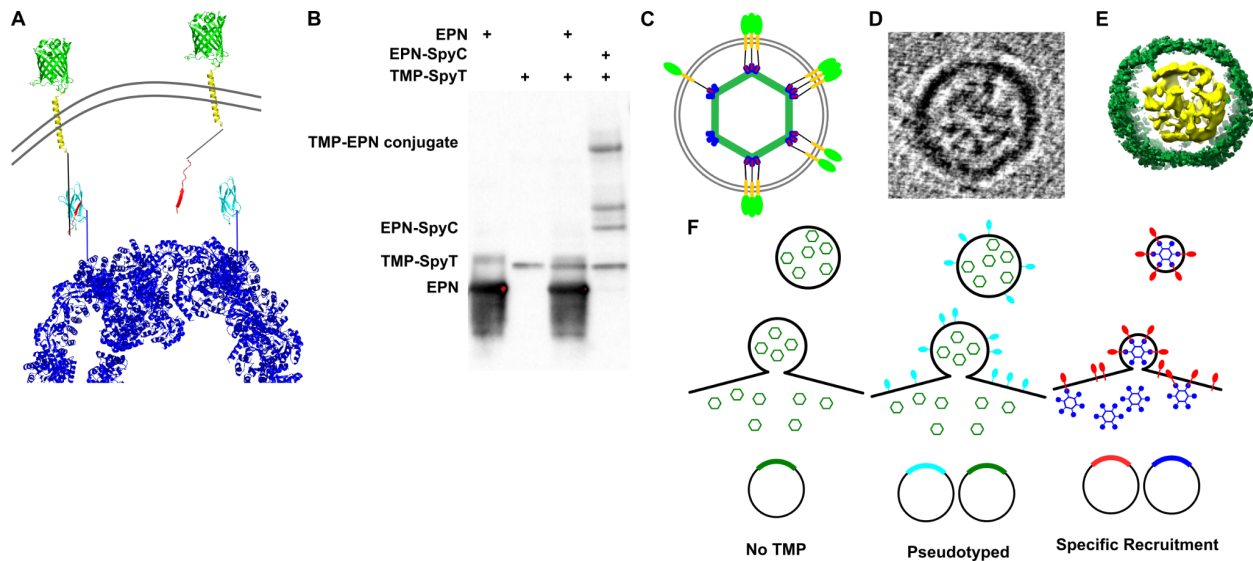 A
B
EPN + +
EPN-SpyC +
TMP-SpyT + + +
TMP-EPN conjugate
EPN-SpyC
TMP-SpyT
EPN
C
D
E
F
No TMP
Pseudotyped
Specific Recruitment